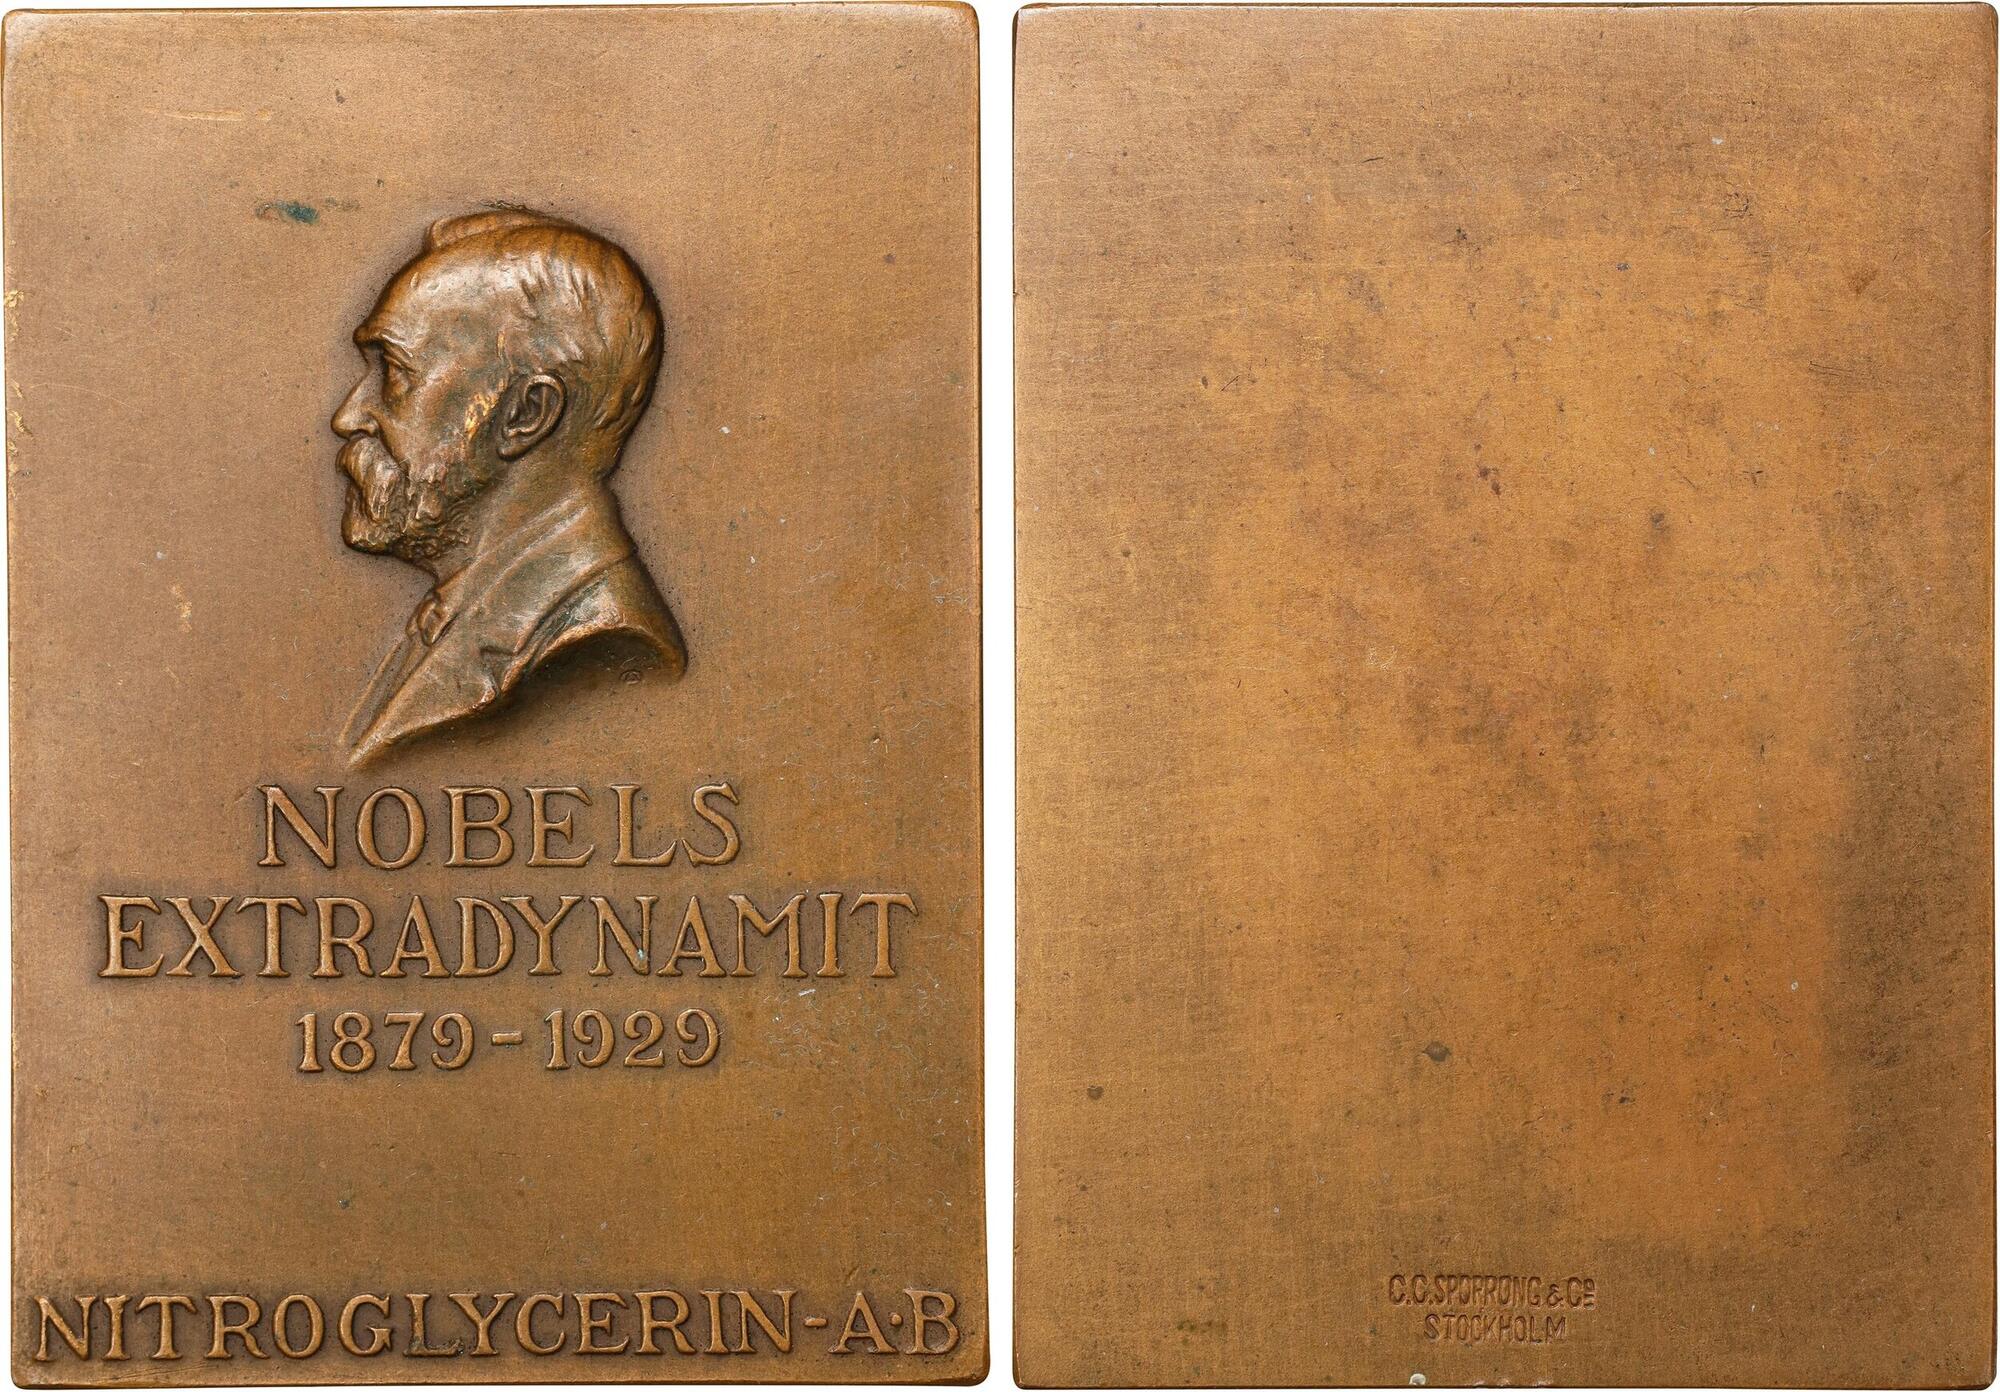 NOBELS
EXTRADYNAMIT
1879-1929
NITROGLYCERIN-A·B
C.C.SPORRONG & Co
STOCKHOLM